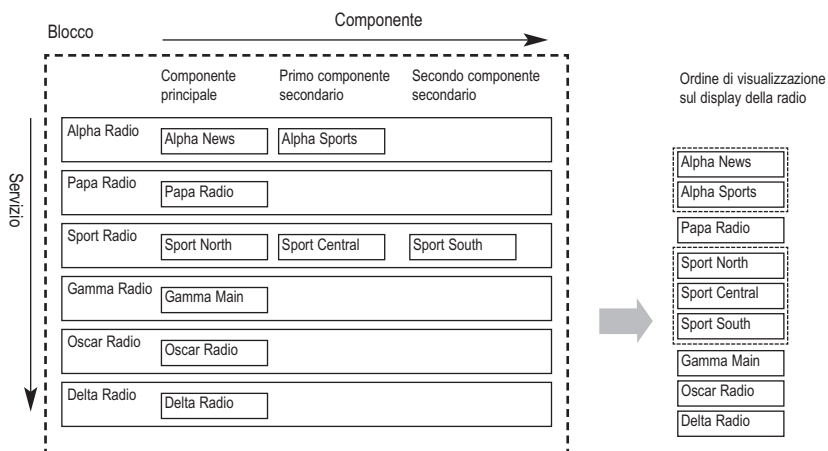 Componente
Blocco
Componente
principale
Primo componente
secondario
Secondo componente
secondario
Servizio
Alpha Radio
Alpha News
Alpha Sports
Papa Radio
Papa Radio
Sport Radio
Sport North
Sport Central
Sport South
Gamma Radio
Gamma Main
Oscar Radio
Oscar Radio
Delta Radio
Delta Radio
Ordine di visualizzazione
sul display della radio
Alpha News
Alpha Sports
Papa Radio
Sport North
Sport Central
Sport South
Gamma Main
Oscar Radio
Delta Radio